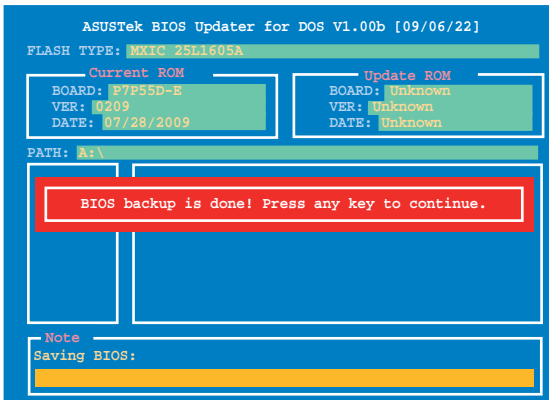 ASUSTek BIOS Updater for DOS V1.00b [09/06/22]
FLASH TYPE: MXIC 25L1605A
Current ROM
BOARD: P7P55D-E
VER: 0209
DATE: 07/28/2009
Update ROM
BOARD: Unknown
VER: Unknown
DATE: Unknown
PATH: A:\
BIOS backup is done! Press any key to continue.
Note
Saving BIOS: